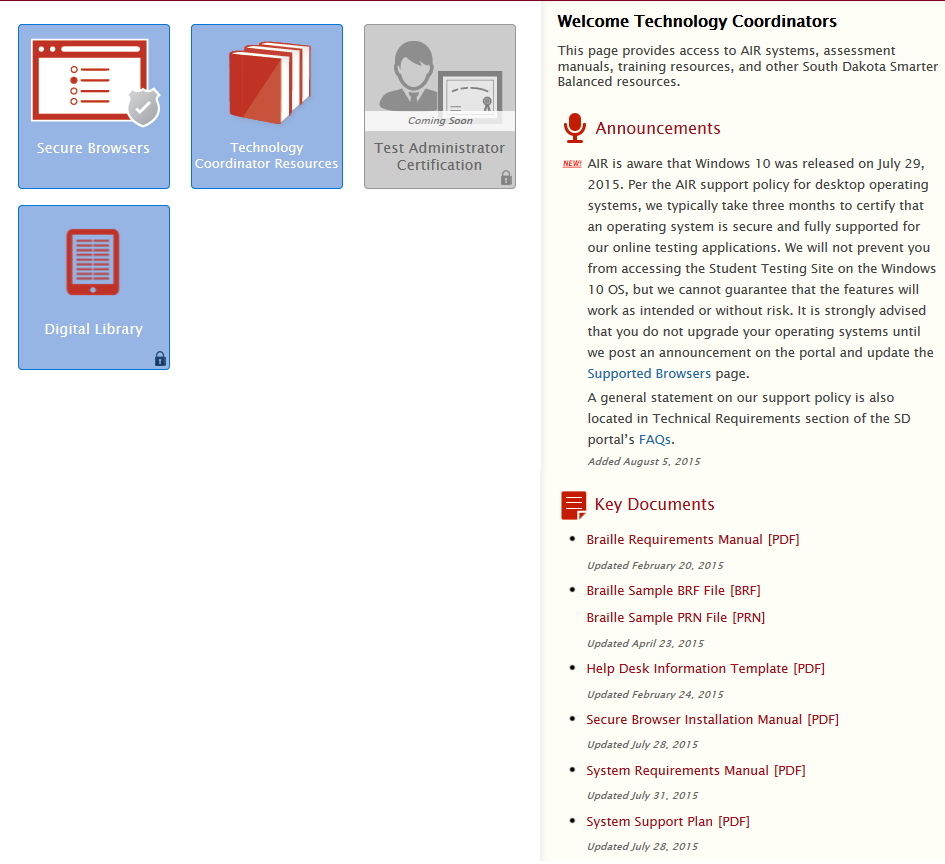 Secure Browsers
Technology
Coordinator Resources
Coming Soon
Test Administrator
Certification
Digital Library
Welcome Technology Coordinators
This page provides access to AIR systems, assessment
manuals, training resources, and other South Dakota Smarter
Balanced resources.
Announcements
NEW!
AIR is aware that Windows 10 was released on July 29,
2015. Per the AIR support policy for desktop operating
systems, we typically take three months to certify that
an operating system is secure and fully supported for
our online testing applications. We will not prevent you
from accessing the Student Testing Site on the Windows
10 OS, but we cannot guarantee that the features will
work as intended or without risk. It is strongly advised
that you do not upgrade your operating systems until
we post an announcement on the portal and update the
Supported Browsers page.
A general statement on our support policy is also
located in Technical Requirements section of the SD
portal’s FAQs.
Added August 5, 2015
Key Documents
Braille Requirements Manual [PDF]
Updated February 20, 2015
Braille Sample BRF File [BRF]
Braille Sample PRN File [PRN]
Updated April 23, 2015
Help Desk Information Template [PDF]
Updated February 24, 2015
Secure Browser Installation Manual [PDF]
Updated July 28, 2015
System Requirements Manual [PDF]
Updated July 31, 2015
System Support Plan [PDF]
Updated July 28, 2015